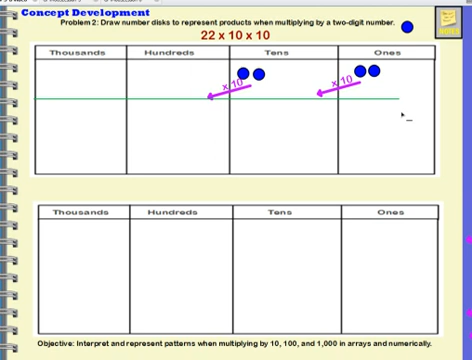 Concept Development
Problem 2: Draw number disks to represent products when multiplying by a two-digit number.
22 x 10 x 10
Thousands Hundreds Tens Ones
x 10 x 10
Thousands Hundreds Tens Ones
Objective: Interpret and represent patterns when multiplying by 10, 100, and 1,000 in arrays and numerically.